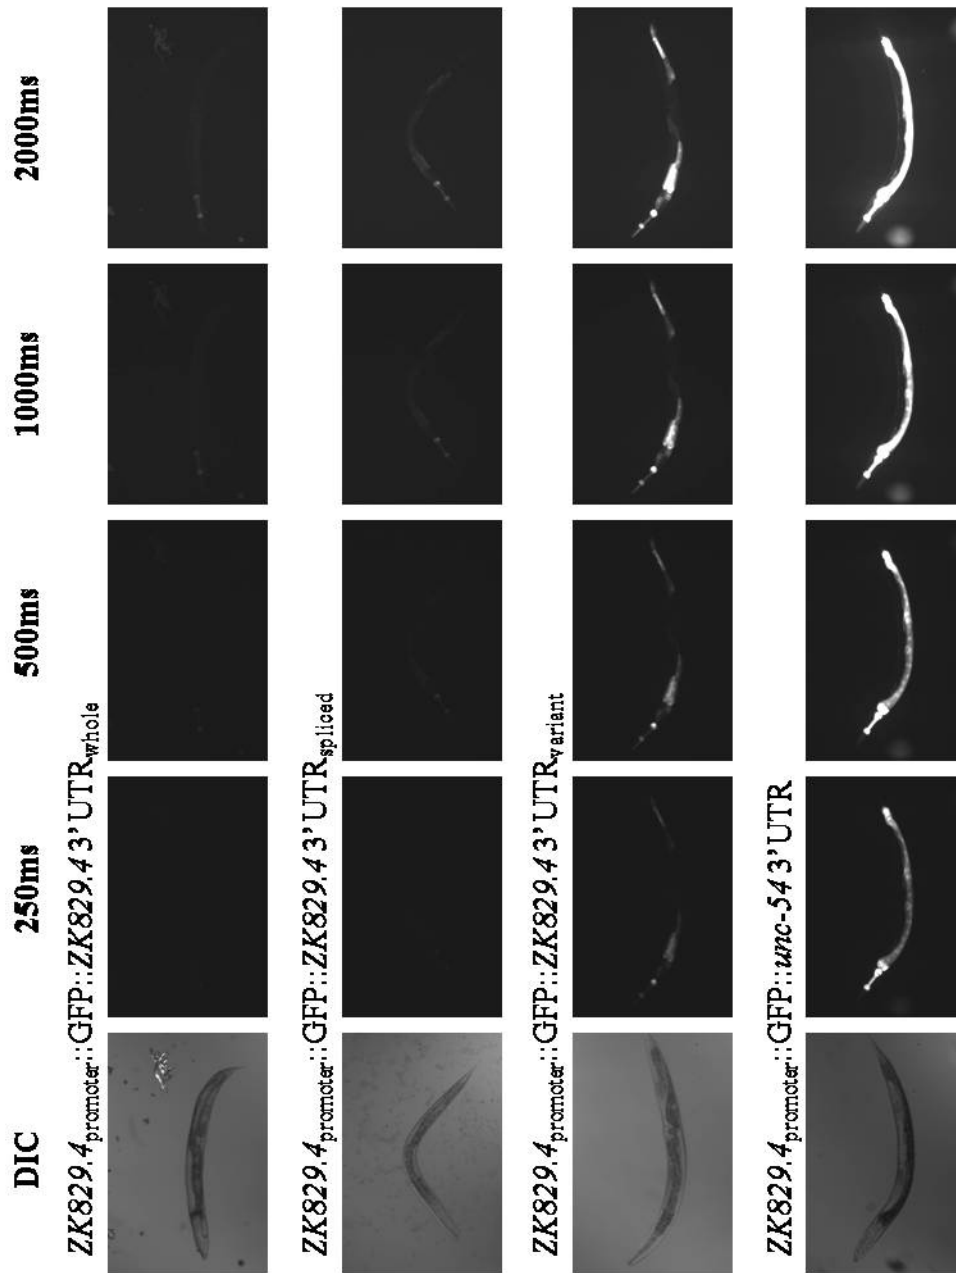 DIC 250ms 500ms 1000ms 2000ms
ZK829.4promoter::GFP::ZK829.4 3’UTRwhole
ZK829.4promoter::GFP::ZK829.4 3’UTRspliced
ZK829.4promoter::GFP::ZK829.4 3’UTRvariant
ZK829.4promoter::GFP::unc-54 3’UTR